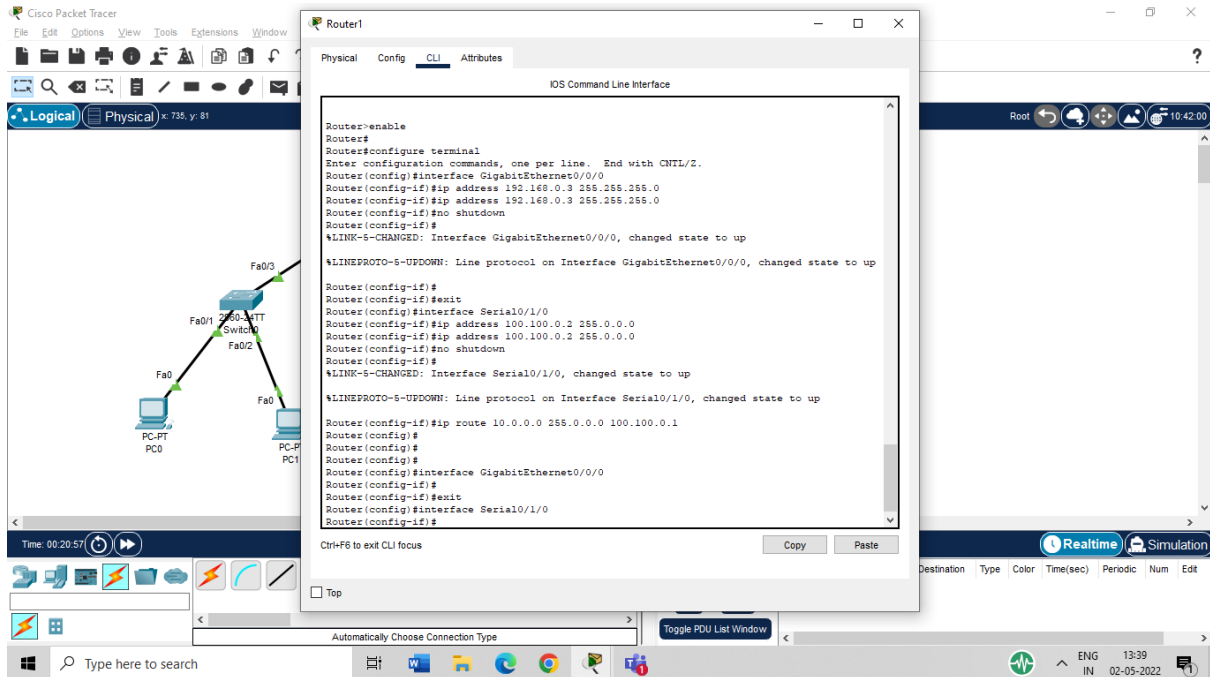 Cisco Packet Tracer
File Edit Options View Tools Extensions Window
?
Logical Physical x: 735, y: 81
Root 10:42:00
Router1
Physical Config CLI Attributes
IOS Command Line Interface
Router>enable
Router#
Router#configure terminal
Enter configuration commands, one per line. End with CNTL/Z.
Router(config)#interface GigabitEthernet0/0/0
Router(config-if)#ip address 192.168.0.3 255.255.255.0
Router(config-if)#ip address 192.168.0.3 255.255.255.0
Router(config-if)#no shutdown
Router(config-if)#
%LINK-5-CHANGED: Interface GigabitEthernet0/0/0, changed state to up
%LINEPROTO-5-UPDOWN: Line protocol on Interface GigabitEthernet0/0/0, changed state to up
Router(config-if)#
Router(config-if)#exit
Router(config)#interface Serial0/1/0
Router(config-if)#ip address 100.100.0.2 255.0.0.0
Router(config-if)#ip address 100.100.0.2 255.0.0.0
Router(config-if)#no shutdown
Router(config-if)#
%LINK-5-CHANGED: Interface Serial0/1/0, changed state to up
%LINEPROTO-5-UPDOWN: Line protocol on Interface Serial0/1/0, changed state to up
Router(config-if)#ip route 10.0.0.0 255.0.0.0 100.100.0.1
Router(config)#
Router(config)#
Router(config)#
Router(config)#interface GigabitEthernet0/0/0
Router(config-if)#
Router(config-if)#exit
Router(config)#interface Serial0/1/0
Router(config-if)#
Ctrl+F6 to exit CLI focus
Copy Paste
Top
Fa0/3
2960-24TT
Fa0/1
Switch0
Fa0/2
Fa0
Fa0
PC-PT
PC0
PC-P
PC1
Time: 00:20:57
Realtime Simulation
Destination Type Color Time(sec) Periodic Num Edit
Toggle PDU List Window
Automatically Choose Connection Type
Type here to search
ENG
IN
13:39
02-05-2022
1